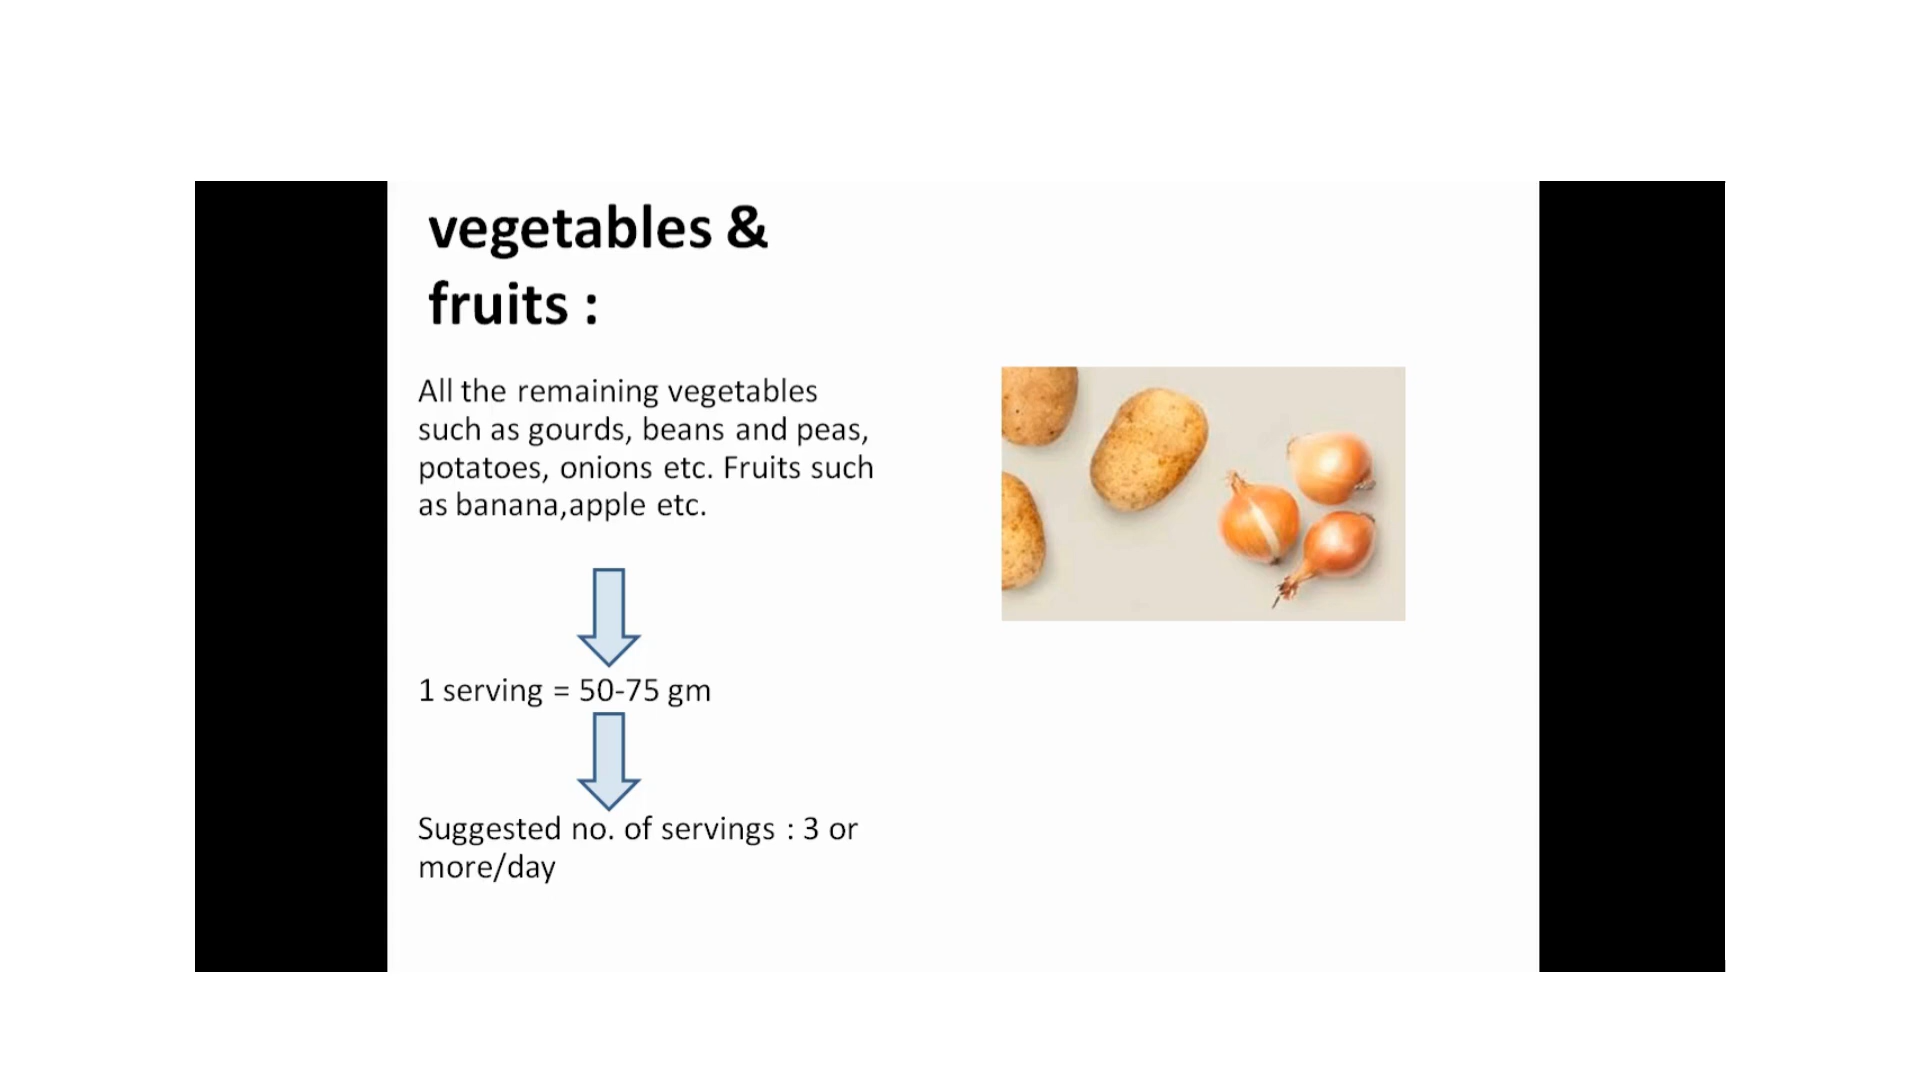 vegetables &
fruits :
All the remaining vegetables
such as gourds, beans and peas,
potatoes, onions etc. Fruits such
as banana,apple etc.
1 serving = 50-75 gm
Suggested no. of servings : 3 or
more/day